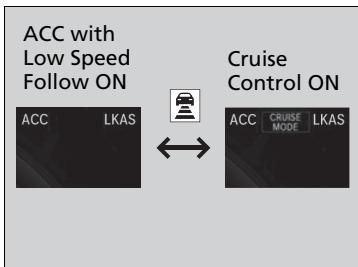 ACC with
Low Speed
Follow ON
Cruise
Control ON
ACC LKAS
ACC CRUISE MODE LKAS